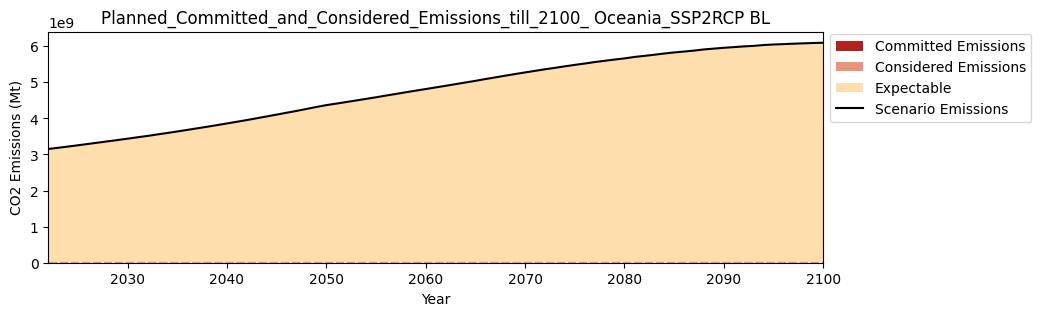 Planned_Committed_and_Considered_Emissions_till_2100_ Oceania_SSP2RCP BL
1e9
6
5
4
3
2
1
0
CO2 Emissions (Mt)
2030 2040 2050 2060 2070 2080 2090 2100
Year
Committed Emissions
Considered Emissions
Expectable
Scenario Emissions